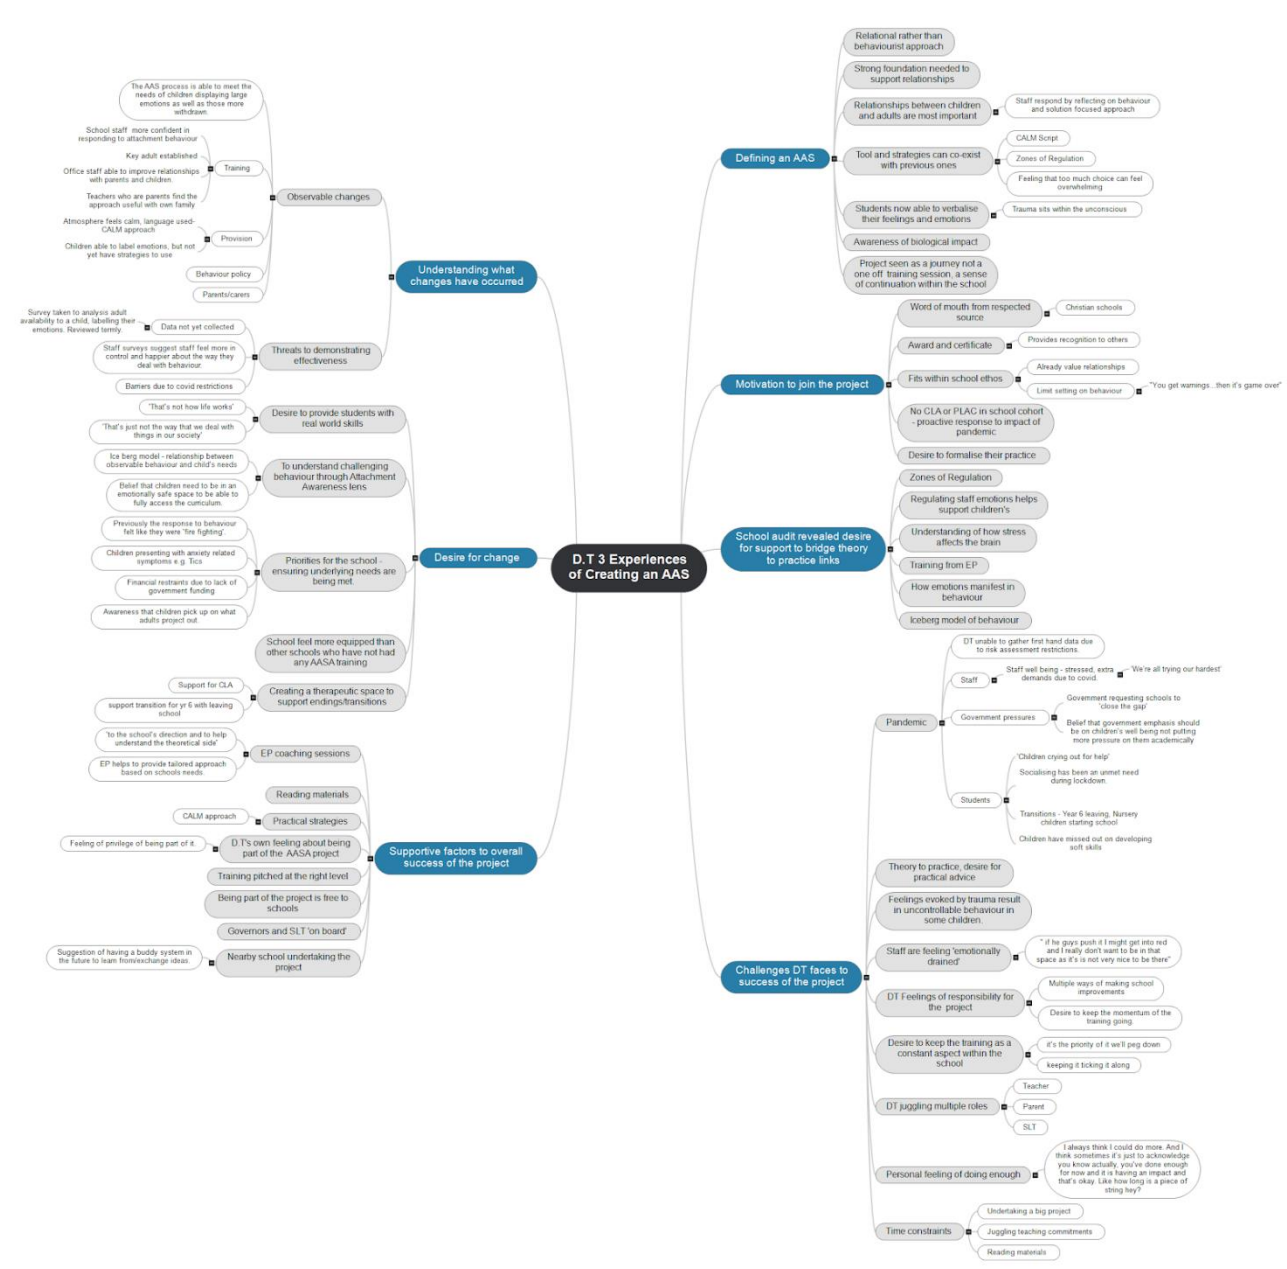 D.T 3 Experiences
of Creating an AAS
Defining an AAS
Relational rather than
behaviourist approach
Strong foundation needed to
support relationships
Relationships between children
and adults are most important
Staff respond by reflecting on behaviour
and solution focused approach
Tool and strategies can co-exist
with previous ones
CALM Script
Zones of Regulation
Feeling that too much choice can feel
overwhelming
Students now able to verbalise
their feelings and emotions
Trauma sits within the unconscious
Awareness of biological impact
Project seen as a journey not a
one off training session, a sense
of continuation within the school
Motivation to join the project
Word of mouth from respected
source
Christian schools
Award and certificate
Provides recognition to others
Fits within school ethos
Already value relationships
Limit setting on behaviour
"You get warnings...then it's game over"
No CLA or PLAC in school cohort
- proactive response to impact of
pandemic
Desire to formalise their practice
School audit revealed desire
for support to bridge theory
to practice links
Zones of Regulation
Regulating staff emotions helps
support children's
Understanding of how stress
affects the brain
Training from EP
How emotions manifest in
behaviour
Iceberg model of behaviour
Challenges DT faces to
success of the project
Pandemic
DT unable to gather first hand data due
to risk assessment restrictions.
Staff
Staff well being - stressed, extra
demands due to covid.
'We're all trying our hardest'
Government pressures
Government requesting schools to
'close the gap'
Belief that government emphasis should
be on children's well being not putting
more pressure on them academically
Students
'Children crying out for help'
Socialising has been an unmet need
during lockdown.
Transitions - Year 6 leaving, Nursery
children starting school
Children have missed out on developing
soft skills
Theory to practice, desire for
practical advice
Feelings evoked by trauma result
in uncontrollable behaviour in
some children.
Staff are feeling 'emotionally
drained'
" if he guys push it I might get into red
and I really don't want to be in that
space as it's is not very nice to be there"
DT Feelings of responsibility for
the project
Multiple ways of making school
improvements
Desire to keep the momentum of the
training going.
Desire to keep the training as a
constant aspect within the
school
it's the priority of it we'll peg down
keeping it ticking it along
DT juggling multiple roles
Teacher
Parent
SLT
Personal feeling of doing enough
I always think I could do more. And I
think sometimes it's just to acknowledge
you know actually, you've done enough
for now and it is having an impact and
that's okay. Like how long is a piece of
string hey?
Time constraints
Undertaking a big project
Juggling teaching commitments
Reading materials
Understanding what
changes have occurred
Observable changes
The AAS process is able to meet the
needs of children displaying large
emotions as well as those more
withdrawn.
Training
School staff more confident in
responding to attachment behaviour
Key adult established
Office staff able to improve relationships
with parents and children.
Teachers who are parents find the
approach useful with own family
Provision
Atmosphere feels calm, language used-
CALM approach
Children able to label emotions, but not
yet have strategies to use
Behaviour policy
Parents/carers
Threats to demonstrating
effectiveness
Data not yet collected
Survey taken to analysis adult
availability to a child, labelling their
emotions. Reviewed termly.
Staff surveys suggest staff feel more in
control and happier about the way they
deal with behaviour.
Barriers due to covid restrictions
Desire for change
Desire to provide students with
real world skills
'That's not how life works'
'That's just not the way that we deal with
things in our society'
To understand challenging
behaviour through Attachment
Awareness lens
Ice berg model - relationship between
observable behaviour and child's needs
Belief that children need to be in an
emotionally safe space to be able to
fully access the curriculum.
Priorities for the school -
ensuring underlying needs are
being met.
Previously the response to behaviour
felt like they were 'fire fighting'.
Children presenting with anxiety related
symptoms e.g. Tics
Financial restraints due to lack of
government funding
Awareness that children pick up on what
adults project out.
School feel more equipped than
other schools who have not had
any AASA training
Creating a therapeutic space to
support endings/transitions
Support for CLA
support transition for yr 6 with leaving
school
Supportive factors to overall
success of the project
EP coaching sessions
'to the school's direction and to help
understand the theoretical side'
EP helps to provide tailored approach
based on schools needs.
Reading materials
Practical strategies
CALM approach
D.T's own feeling about being
part of the AASA project
Feeling of privilege of being part of it.
Training pitched at the right level
Being part of the project is free to
schools
Governors and SLT 'on board'
Nearby school undertaking the
project
Suggestion of having a buddy system in
the future to learn from/exchange ideas.